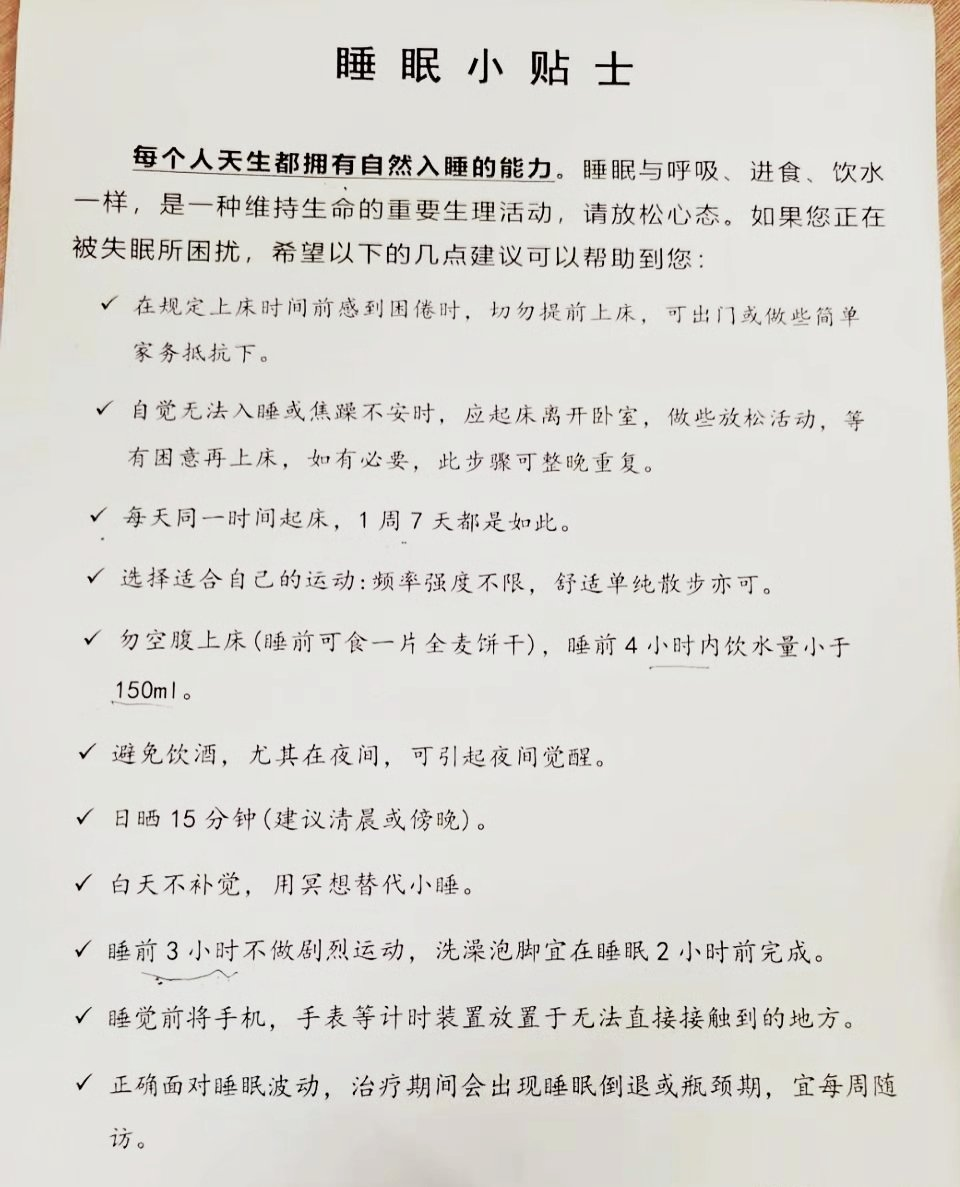 睡眠小贴士
每个人天生都拥有自然入睡的能力。睡眠与呼吸、进食、饮水
一样，是一种维持生命的重要生理活动，请放松心态。如果您正在
被失眠所困扰，希望以下的几点建议可以帮助到您：
✓ 在规定上床时间前感到困倦时，切勿提前上床，可出门或做些简单
家务抵抗下。
✓ 自觉无法入睡或焦躁不安时，应起床离开卧室，做些放松活动，等
有困意再上床，如有必要，此步骤可整晚重复。
✓ 每天同一时间起床，1 周 7 天都是如此。
✓ 选择适合自己的运动：频率强度不限，舒适单纯散步亦可。
✓ 勿空腹上床(睡前可食一片全麦饼干)，睡前 4 小时内饮水量小于
150ml。
✓ 避免饮酒，尤其在夜间，可引起夜间觉醒。
✓ 日晒 15 分钟(建议清晨或傍晚)。
✓ 白天不补觉，用冥想替代小睡。
✓ 睡前 3 小时不做剧烈运动，洗澡泡脚宜在睡眠 2 小时前完成。
✓ 睡觉前将手机，手表等计时装置放置于无法直接接触到的地方。
✓ 正确面对睡眠波动，治疗期间会出现睡眠倒退或瓶颈期，宜每周随
访。